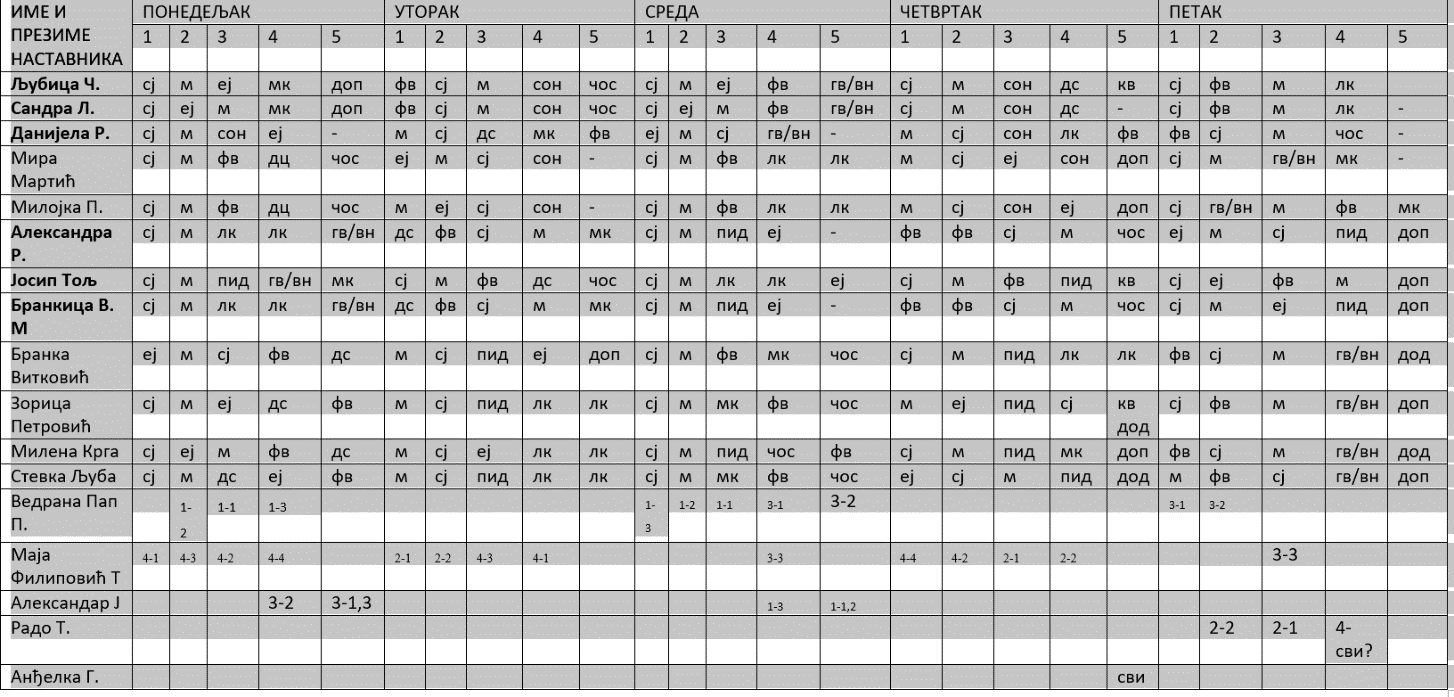 ИМЕ И ПРЕЗИМЕ НАСТАВНИКА ПОНЕДЕЉАК УТОРАК СРЕДА ЧЕТВРТАК ПЕТАК
1 2 3 4 5 1 2 3 4 5 1 2 3 4 5 1 2 3 4 5 1 2 3 4 5
Љубица Ч. сј м еј мк доп фв сј м сон чос сј м еј фв гв/вн сј м сон дс кв сј фв м лк
Сандра Л. сј еј м мк доп фв сј м сон чос сј еј м фв гв/вн сј м сон дс - сј фв м лк -
Данијела Р. сј м сон еј - м сј дс мк фв еј м сј гв/вн - м сј сон лк фв фв сј м чос -
Мира Мартић сј м фв дц чос еј м сј сон - сј м фв лк лк м сј еј сон доп сј м гв/вн мк -
Милојка П. сј м фв дц чос м еј сј сон - сј м фв лк лк м сј сон еј доп сј гв/вн м фв мк
Александра Р. сј м лк лк гв/вн дс фв сј м мк сј м пид еј - фв фв сј м чос еј м сј пид доп
Јосип Тољ сј м пид гв/вн мк сј м фв дс чос сј м лк лк еј сј м фв пид кв сј еј фв м доп
Бранкица В. М сј м лк лк гв/вн дс фв сј м мк сј м пид еј - фв фв сј м чос сј м еј пид доп
Бранка Витковић еј м сј фв дс м сј пид еј доп сј м фв мк чос сј м пид лк лк фв сј м гв/вн дод
Зорица Петровић сј м еј дс фв м сј пид лк лк сј м мк фв чос м еј пид сј кв дод сј фв м гв/вн доп
Милена Крга сј еј м фв дс м сј еј лк лк сј м пид чос фв сј м пид мк доп фв сј м гв/вн дод
Стевка Љуба сј м дс еј фв м сј пид лк лк сј м мк фв чос еј сј м пид дод м фв сј гв/вн доп
Ведрана Пап П. 1-2 1-1 1-3 1-3 1-2 1-1 3-1 3-2 3-1 3-2
Маја Филиповић Т 4-1 4-3 4-2 4-4 2-1 2-2 4-3 4-1 3-3 4-4 4-2 2-1 2-2 3-3
Александар Ј 3-2 3-1,3 1-3 1-1,2
Радо Т. 2-2 2-1 4-сви?
Анђелка Г. сви